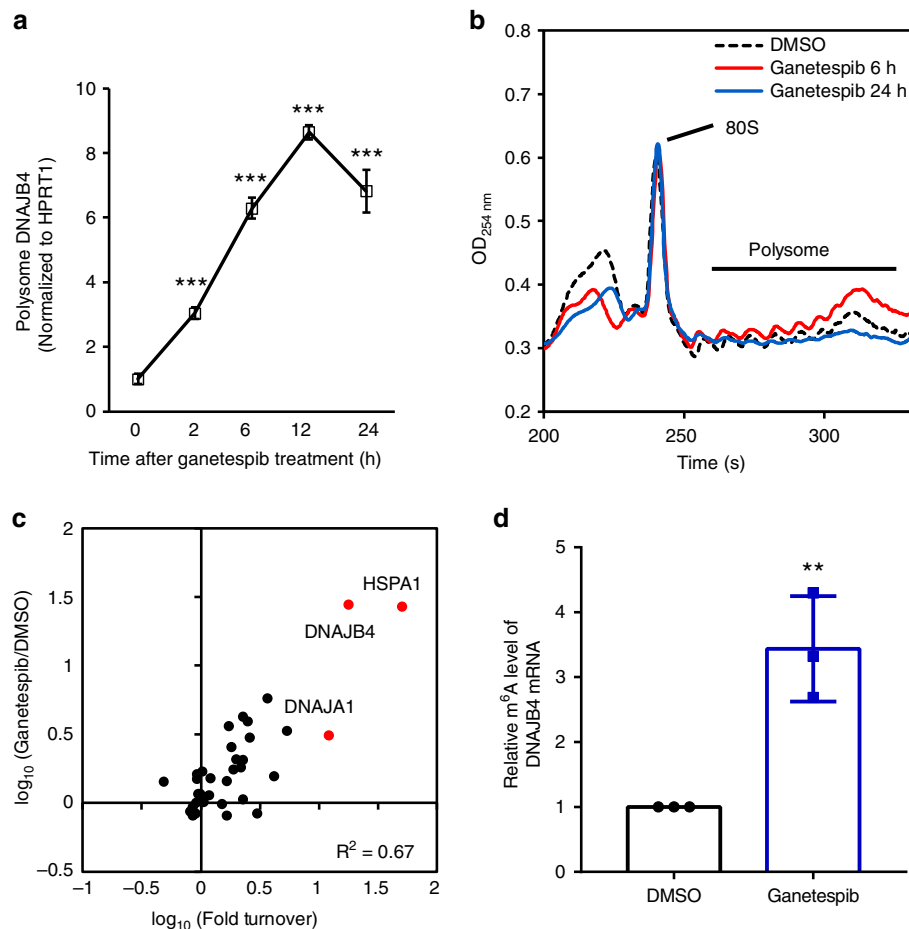 a
Polysome DNAJB4
(Normalized to HPRT1)
10
8
6
4
2
0
***
***
***
***
0 2 6 12 24
Time after ganetespib treatment (h)
b
DMSO
Ganetespib 6 h
Ganetespib 24 h
80S
Polysome
OD254 nm
0.8
0.7
0.6
0.5
0.4
0.3
0.2
200 250 300
Time (s)
c
log10 (Ganetespib/DMSO)
2
1.5
1
0.5
0
–0.5
HSPA1
DNAJB4
DNAJA1
R² = 0.67
–1 –0.5 0 0.5 1 1.5 2
log10 (Fold turnover)
d
Relative m⁶A level of
DNAJB4 mRNA
5
4
3
2
1
0
**
DMSO Ganetespib